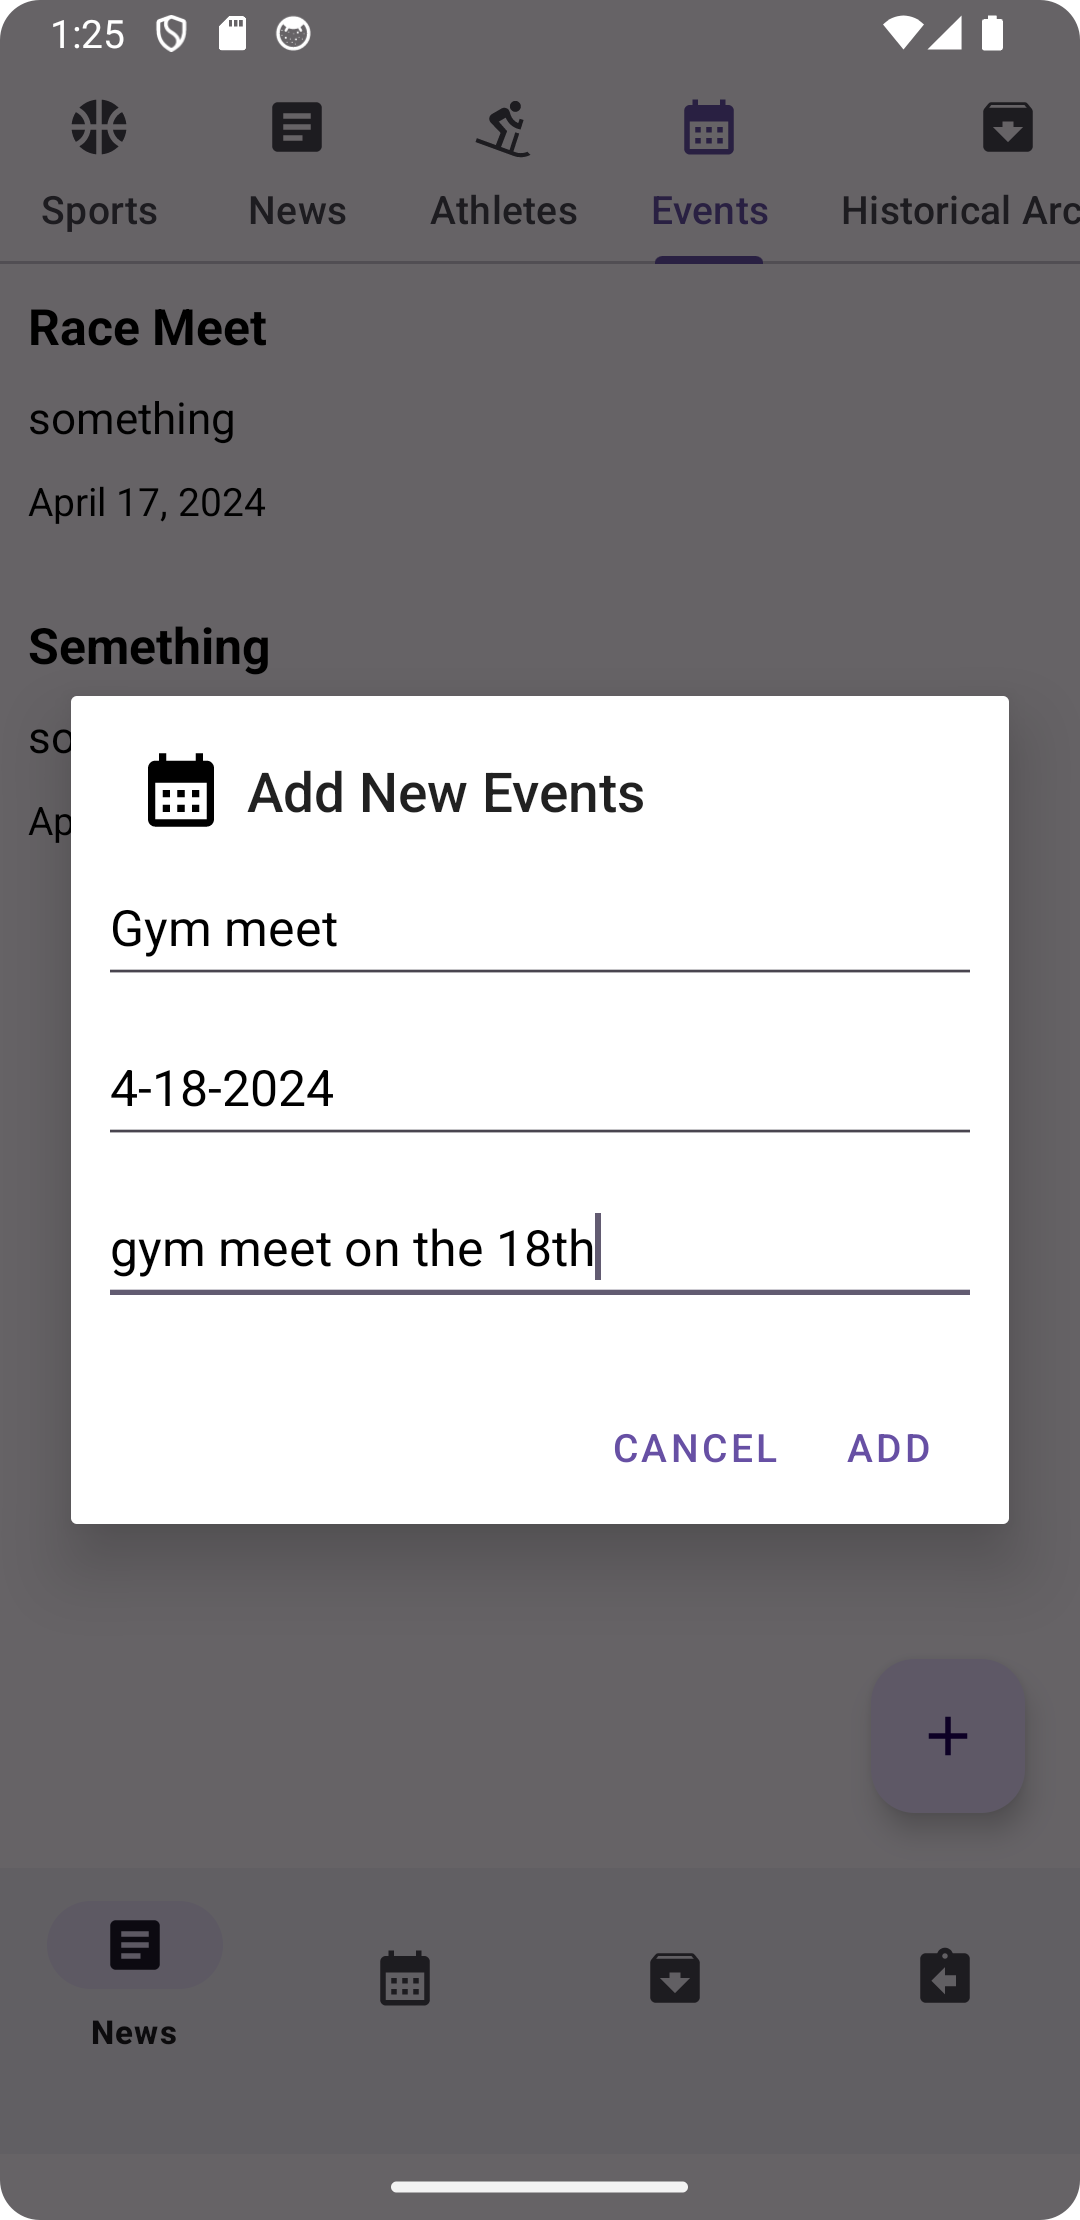 1:25
Sports
News
Athletes
Events
Historical Arc
Race Meet
something
April 17, 2024
Semething
so
Ap
Add New Events
Gym meet
4-18-2024
gym meet on the 18th
CANCEL
ADD
News